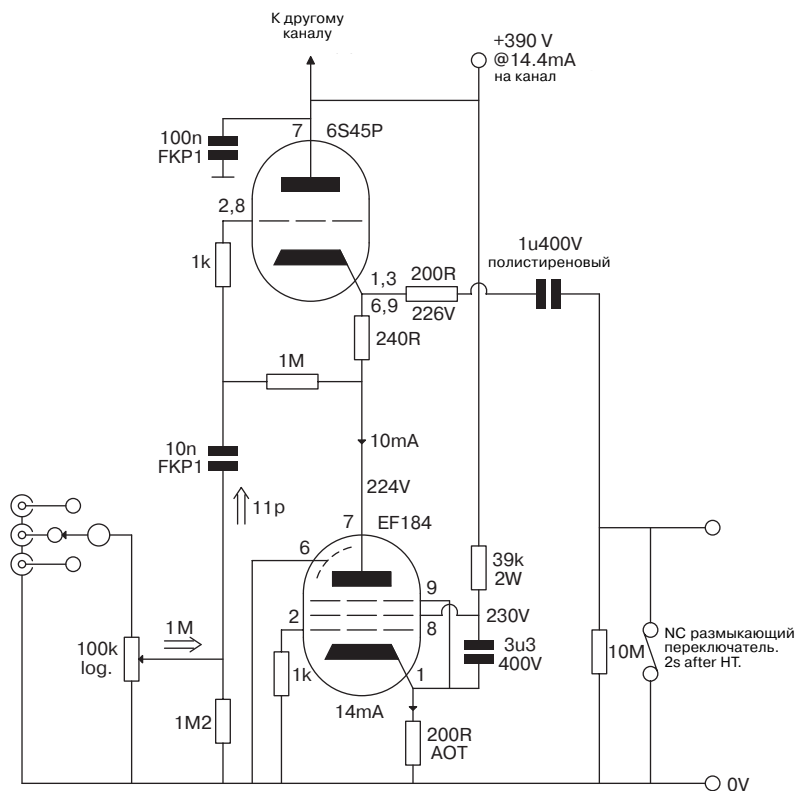 К другому
каналу
+390 V
@14.4mA
на канал
100n
FKP1
7
6S45P
2,8
1k
1,3
6,9
200R
226V
1u400V
полистиреновый
240R
1M
10mA
10n
FKP1
11p
224V
7
EF184
6
9
2
8
230V
39k
2W
3u3
400V
1M
100k
log.
1k
1
14mA
1M2
200R
AOT
10M
NC размыкающий
переключатель.
2s after HT.
0V